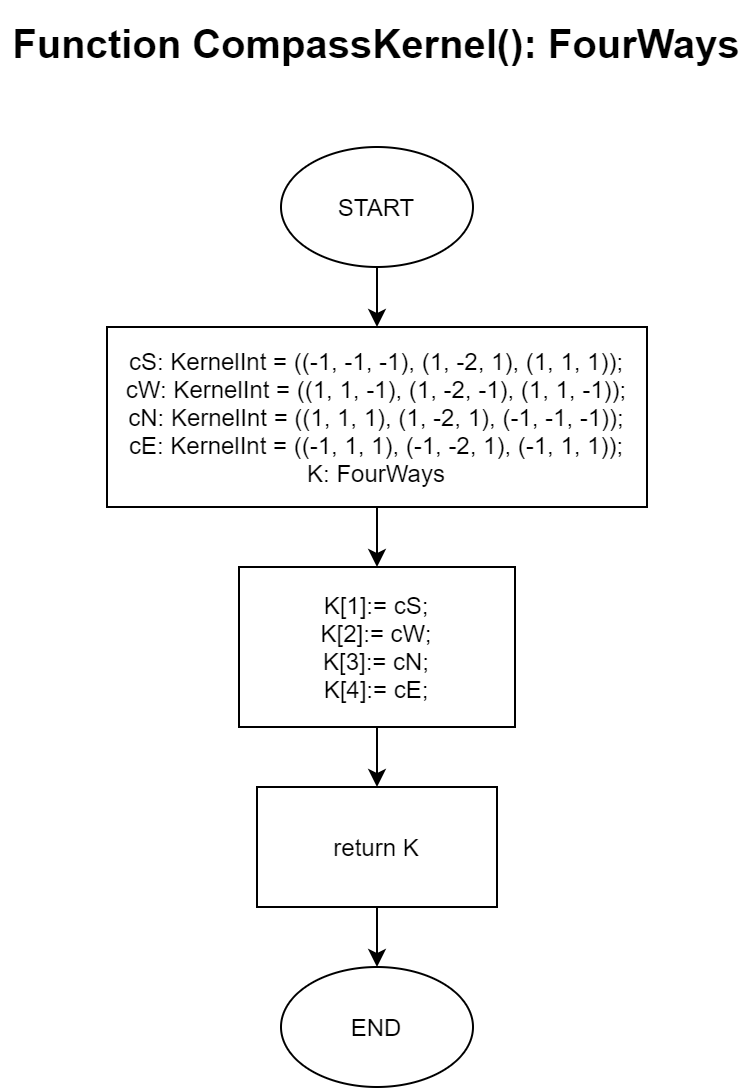 Function CompassKernel(): FourWays
START
cS: KernelInt = ((-1, -1, -1), (1, -2, 1), (1, 1, 1));
cW: KernelInt = ((1, 1, -1), (1, -2, -1), (1, 1, -1));
cN: KernelInt = ((1, 1, 1), (1, -2, 1), (-1, -1, -1));
cE: KernelInt = ((-1, 1, 1), (-1, -2, 1), (-1, 1, 1));
K: FourWays
K[1]:= cS;
K[2]:= cW;
K[3]:= cN;
K[4]:= cE;
return K
END